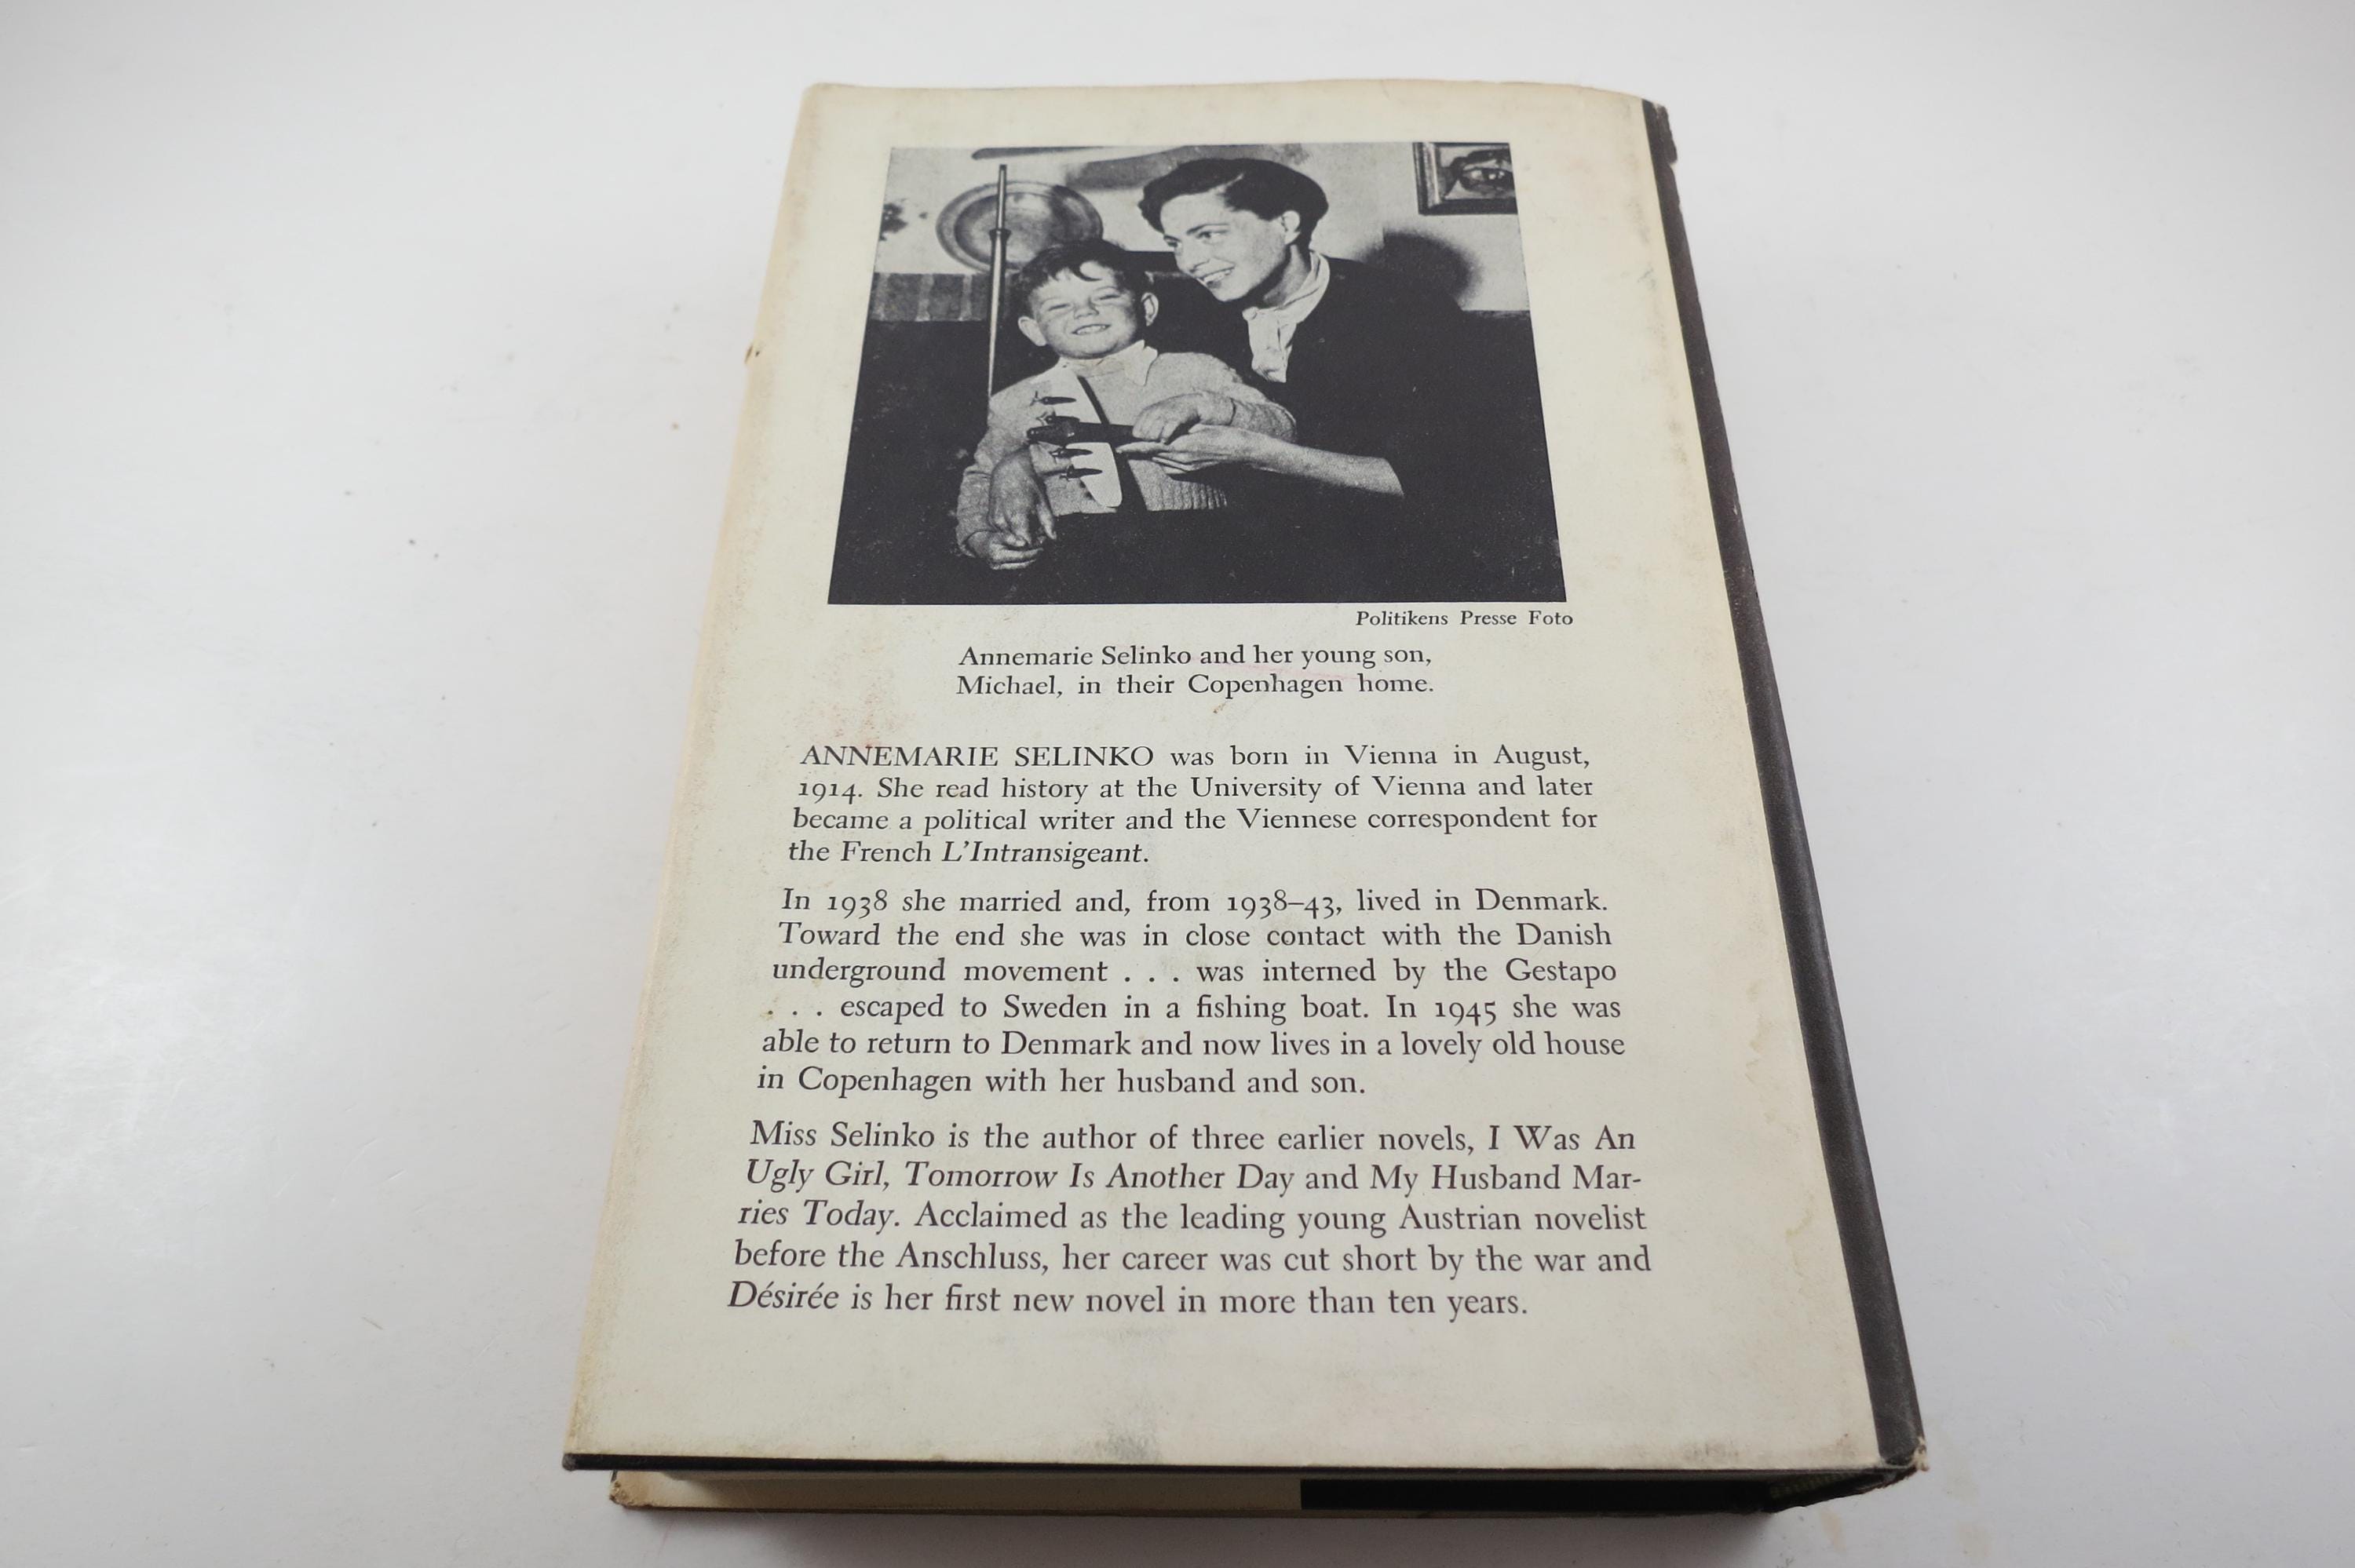 Politikens Presse Foto
Annemarie Selinko and her young son,
Michael, in their Copenhagen home.
ANNEMARIE SELINKO was born in Vienna in August,
1914. She read history at the University of Vienna and later
became a political writer and the Viennese correspondent for
the French L'Intransigeant.
In 1938 she married and, from 1938–43, lived in Denmark.
Toward the end she was in close contact with the Danish
underground movement . . . was interned by the Gestapo
. . . escaped to Sweden in a fishing boat. In 1945 she was
able to return to Denmark and now lives in a lovely old house
in Copenhagen with her husband and son.
Miss Selinko is the author of three earlier novels, I Was An
Ugly Girl, Tomorrow Is Another Day and My Husband Mar-
ries Today. Acclaimed as the leading young Austrian novelist
before the Anschluss, her career was cut short by the war and
Désirée is her first new novel in more than ten years.